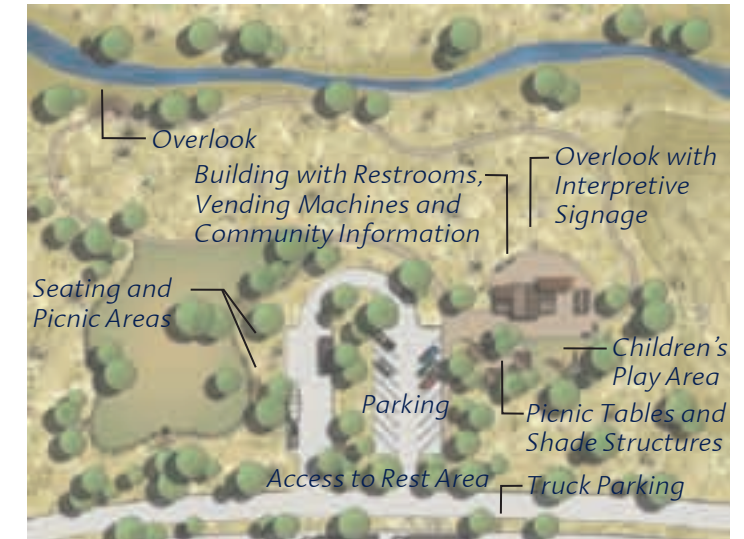 Overlook
Building with Restrooms,
Vending Machines and
Community Information
Overlook with
Interpretive
Signage
Seating and
Picnic Areas
Children's
Play Area
Parking
Picnic Tables and
Shade Structures
Access to Rest Area
Truck Parking